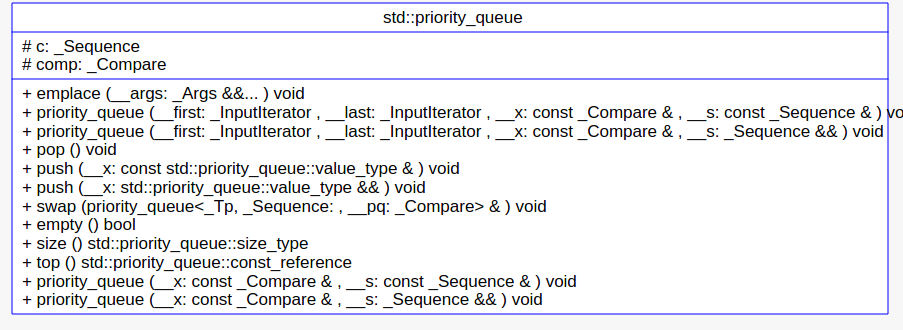 std::priority_queue
# c: _Sequence
# comp: _Compare
+ emplace (__args: _Args &&... ) void
+ priority_queue (__first: _InputIterator , __last: _InputIterator , __x: const _Compare & , __s: const _Sequence & ) vo
+ priority_queue (__first: _InputIterator , __last: _InputIterator , __x: const _Compare & , __s: _Sequence && ) void
+ pop () void
+ push (__x: const std::priority_queue::value_type & ) void
+ push (__x: std::priority_queue::value_type && ) void
+ swap (priority_queue<_Tp, _Sequence: , __pq: _Compare> & ) void
+ empty () bool
+ size () std::priority_queue::size_type
+ top () std::priority_queue::const_reference
+ priority_queue (__x: const _Compare & , __s: const _Sequence & ) void
+ priority_queue (__x: const _Compare & , __s: _Sequence && ) void